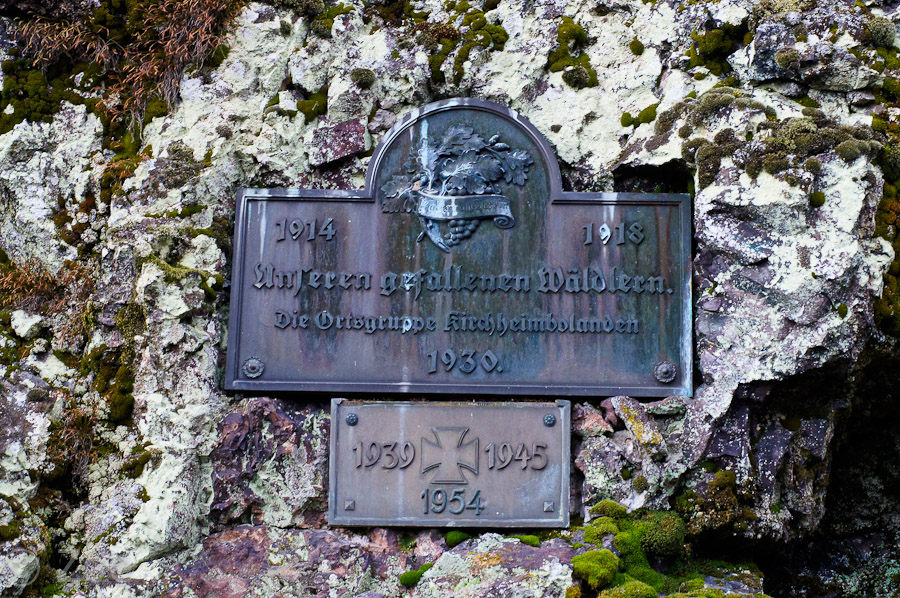 1914 1918
Unseren gefallenen Wäldlern.
Die Ortsgruppe Kirchheimbolanden
1930.
1939 1945
1954